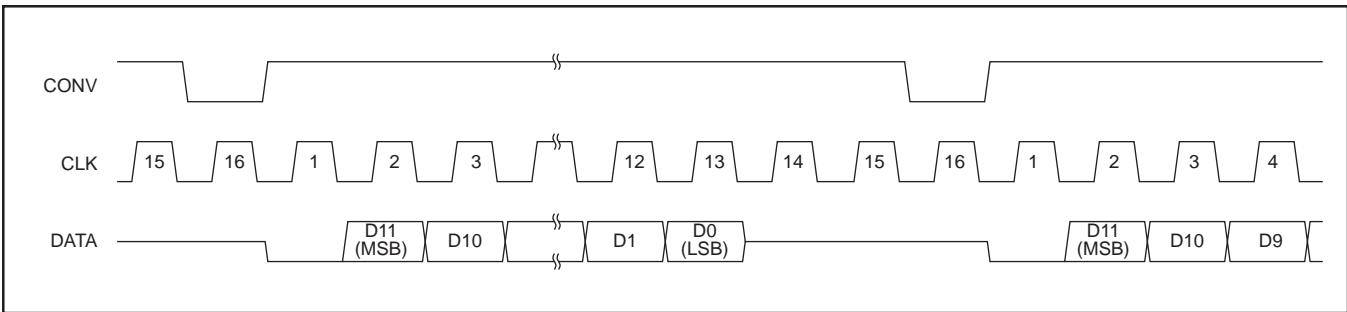 CONV
CLK 15 16 1 2 3 12 13 14 15 16 1 2 3 4
DATA D11 (MSB) D10 D1 D0 (LSB) D11 (MSB) D10 D9